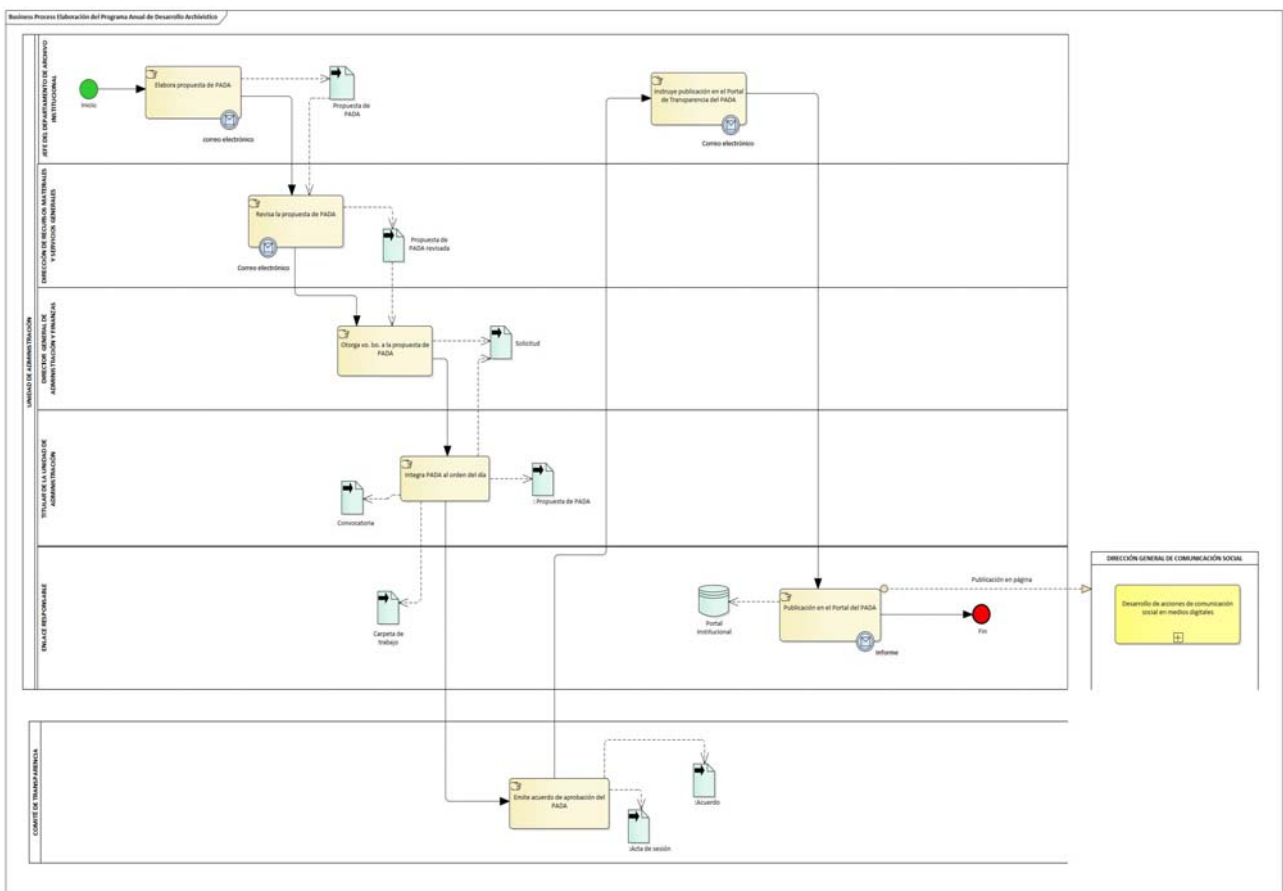 Business Process Elaboración del Programa Anual de Desarrollo Archivístico
UNIDAD DE ADMINISTRACIÓN
JEFE DEL DEPARTAMENTO DE ARCHIVO
INSTITUCIONAL
Inicio
Elabora propuesta de PADA
correo electrónico
Propuesta de
PADA
Instruye publicación en el Portal
de Transparencia del PADA
Correo electrónico
DIRECCIÓN DE RECURSOS MATERIALES
Y SERVICIOS GENERALES
Revisa la propuesta de PADA
Correo electrónico
Propuesta de
PADA revisada
DIRECTOR GENERAL DE
ADMINISTRACIÓN Y FINANZAS
Otorga vo. bo. a la propuesta de
PADA
Solicitud
TITULAR DE LA UNIDAD DE
ADMINISTRACIÓN
Integra PADA al orden del día
Convocatoria
:Propuesta de PADA
ENLACE RESPONSABLE
Carpeta de
trabajo
Portal
institucional
Publicación en el Portal del PADA
Informe
Fin
Publicación en página
DIRECCIÓN GENERAL DE COMUNICACIÓN SOCIAL
Desarrollo de acciones de comunicación
social en medios digitales
COMITÉ DE TRANSPARENCIA
Emite acuerdo de aprobación del
PADA
:Acuerdo
:Acta de sesión